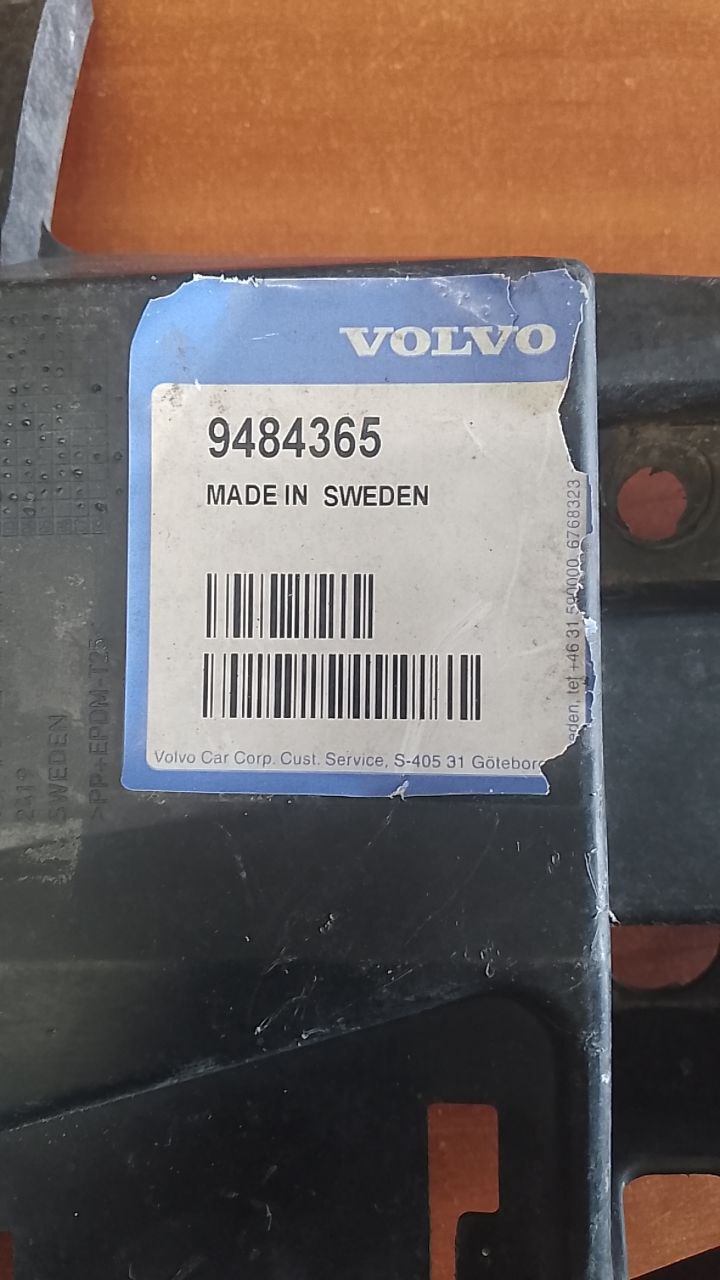 VOLVO
9484365
MADE IN SWEDEN
Volvo Car Corp. Cust. Service, S-405 31 Götebor
eden, tel +46 31 590000 6768323
SWEDEN
>PP+EPDM-T25